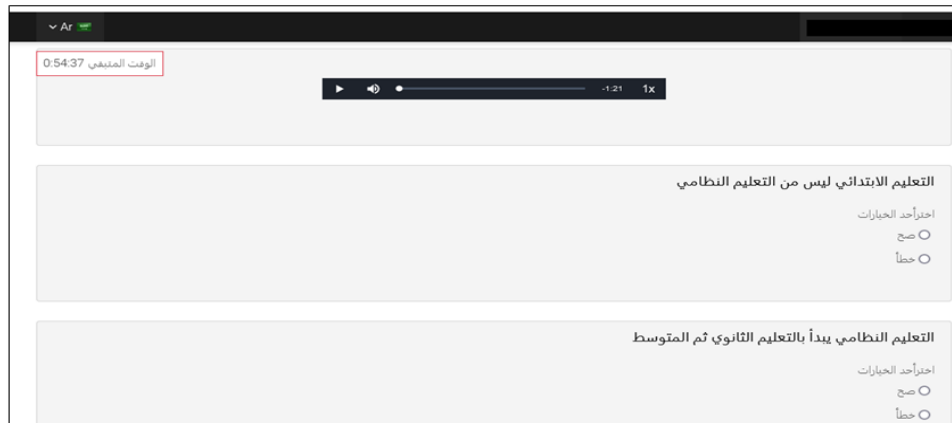 Ar
الوقت المتبقي 0:54:37
-1:21 1x
التعليم الابتدائي ليس من التعليم النظامي
اخترأحد الخيارات
صح
خطأ
التعليم النظامي يبدأ بالتعليم الثانوي ثم المتوسط
اخترأحد الخيارات
صح
خطأ